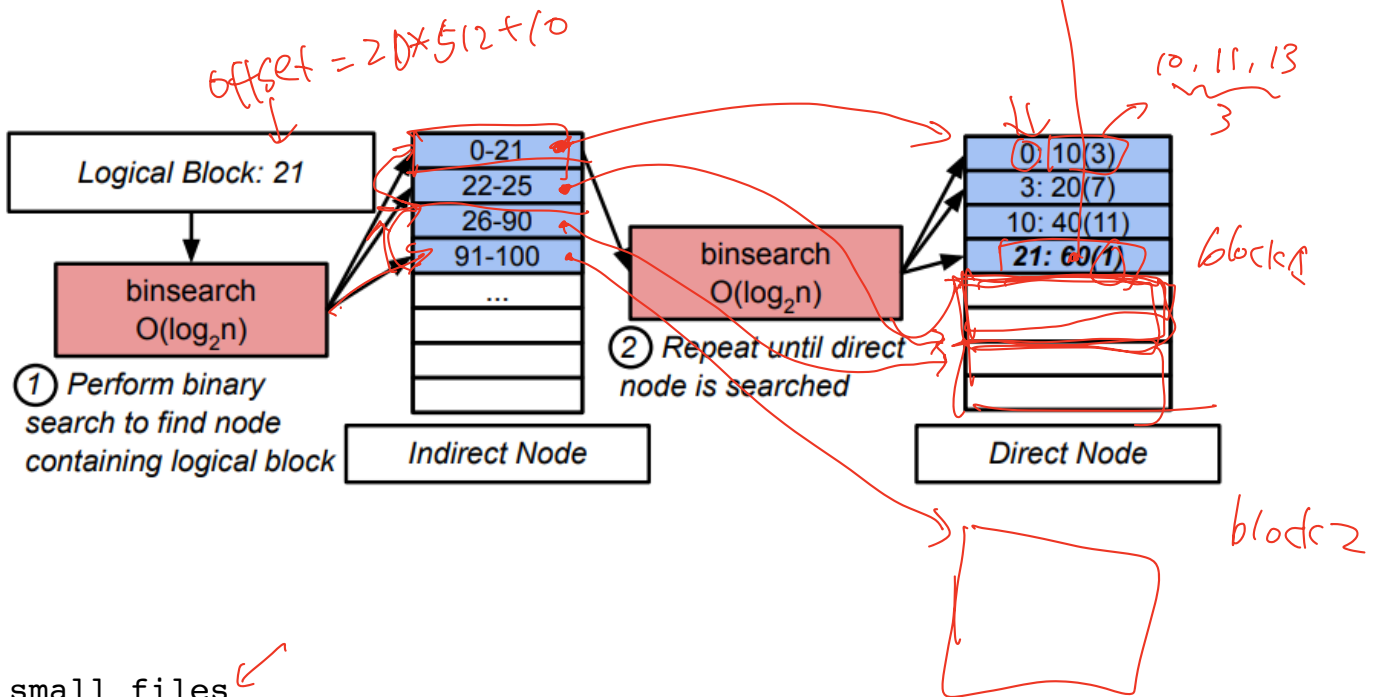 offset = 20*512+10
10, 11, 13
3
Logical Block: 21
0-21
22-25
26-90
91-100
...
binsearch
O(log2n)
binsearch
O(log2n)
0: 10(3)
3: 20(7)
10: 40(11)
21: 60(1)
block1
1 Perform binary
search to find node
containing logical block
2 Repeat until direct
node is searched
Indirect Node
Direct Node
block2
small files